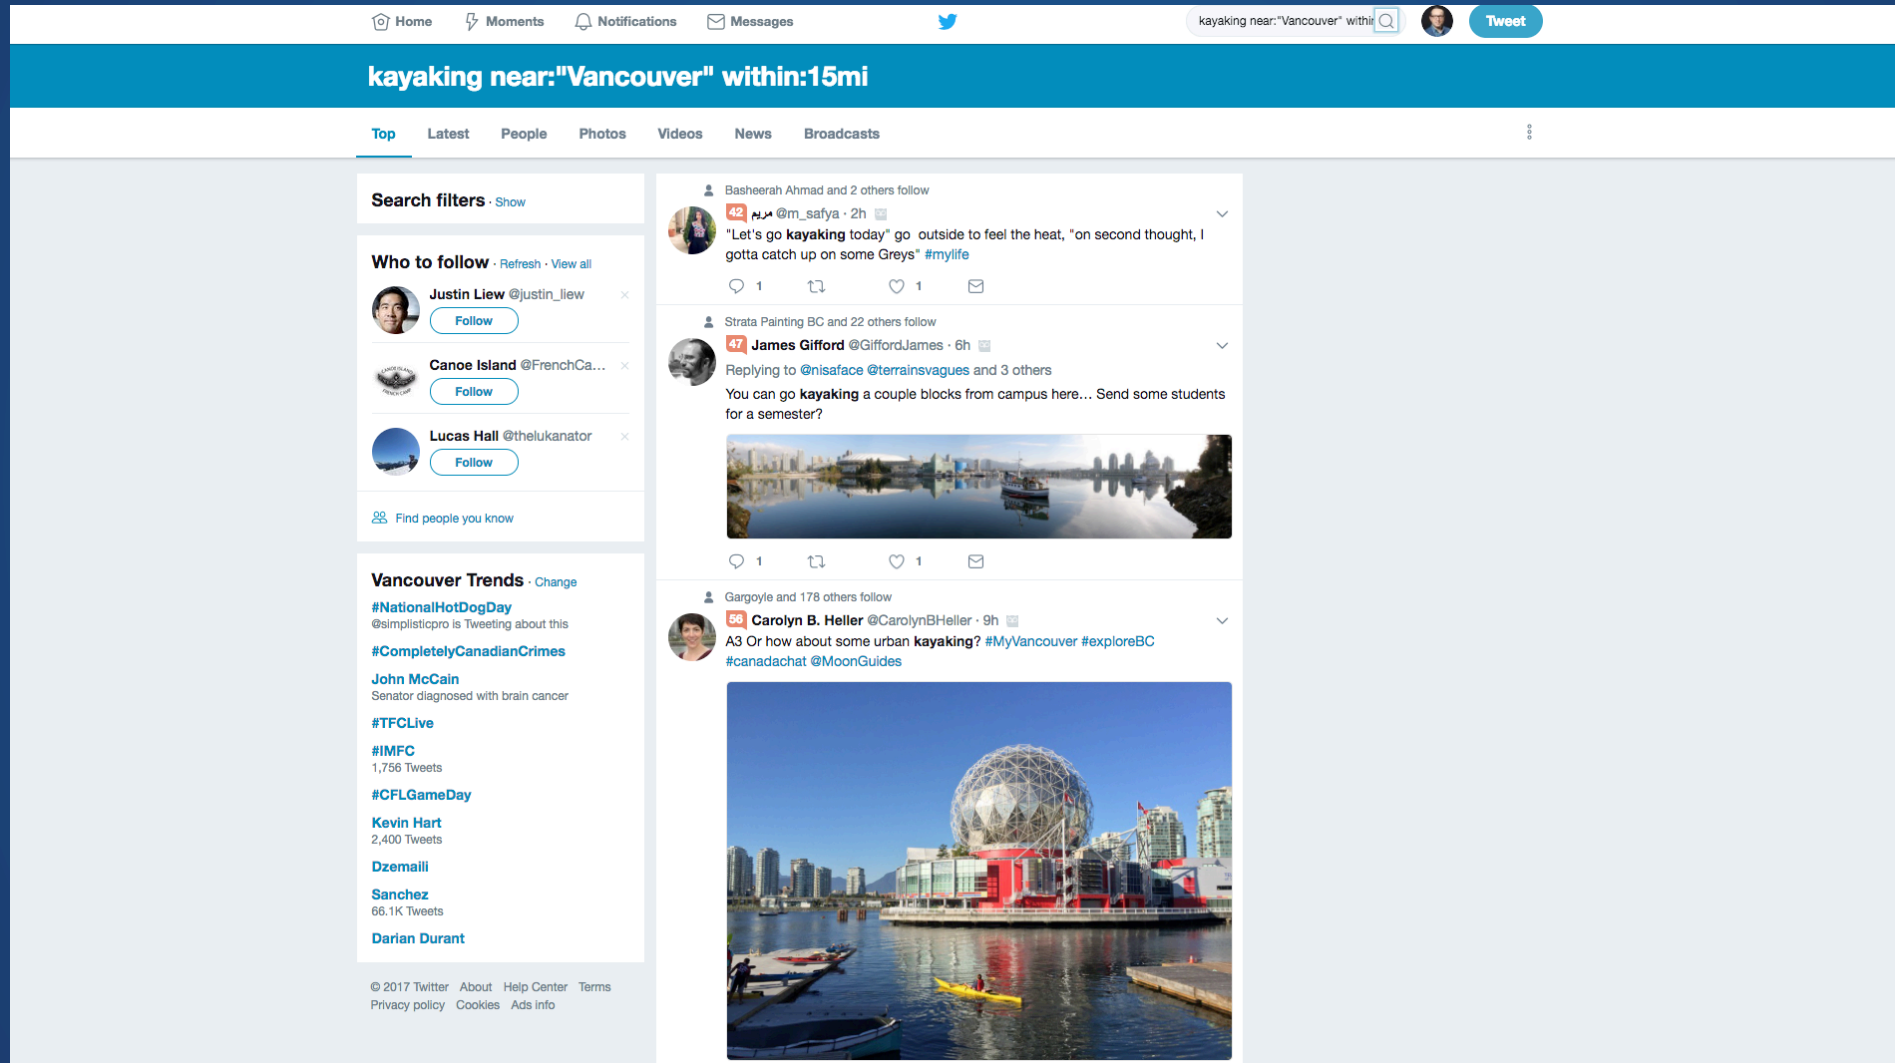 Home Moments Notifications Messages
kayaking near:"Vancouver" withir
Tweet
kayaking near:"Vancouver" within:15mi
Top Latest People Photos Videos News Broadcasts
Search filters · Show
Who to follow · Refresh · View all
Justin Liew @justin_liew
Follow
Canoe Island @FrenchCa...
Follow
Lucas Hall @thelukanator
Follow
Find people you know
Vancouver Trends · Change
#NationalHotDogDay
@simplisticpro is Tweeting about this
#CompletelyCanadianCrimes
John McCain
Senator diagnosed with brain cancer
#TFCLive
#IMFC
1,756 Tweets
#CFLGameDay
Kevin Hart
2,400 Tweets
Dzemaili
Sanchez
66.1K Tweets
Darian Durant
© 2017 Twitter About Help Center Terms
Privacy policy Cookies Ads info
Basheerah Ahmad and 2 others follow
42 مريم @m_safya · 2h
"Let's go kayaking today" go outside to feel the heat, "on second thought, I
gotta catch up on some Greys" #mylife
1 1
Strata Painting BC and 22 others follow
47 James Gifford @GiffordJames · 6h
Replying to @nisaface @terrainsvagues and 3 others
You can go kayaking a couple blocks from campus here… Send some students
for a semester?
1 1
Gargoyle and 178 others follow
56 Carolyn B. Heller @CarolynBHeller · 9h
A3 Or how about some urban kayaking? #MyVancouver #exploreBC
#canadachat @MoonGuides